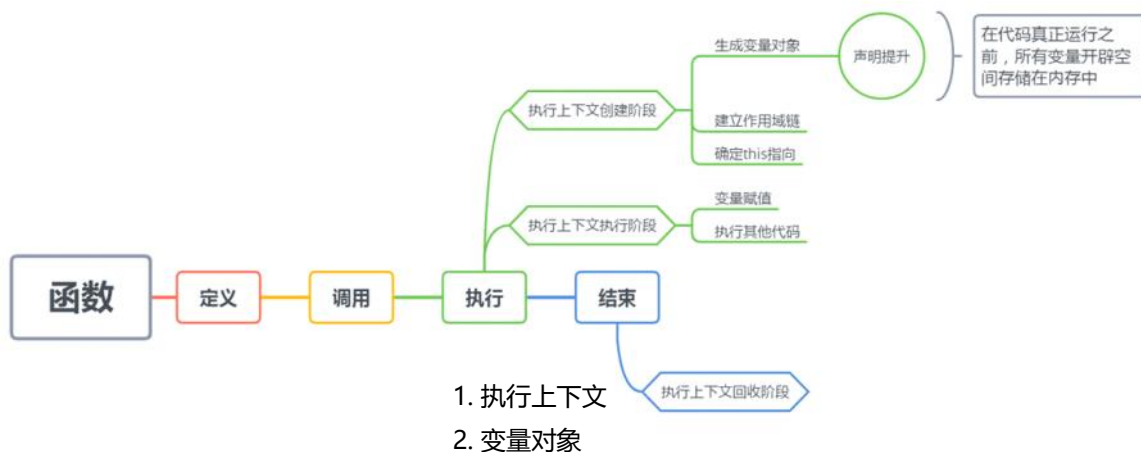 生成变量对象
声明提升
在代码真正运行之
前，所有变量开辟空
间存储在内存中
执行上下文创建阶段
建立作用域链
确定this指向
变量赋值
执行上下文执行阶段
执行其他代码
函数
定义
调用
执行
结束
执行上下文回收阶段
1. 执行上下文
2. 变量对象